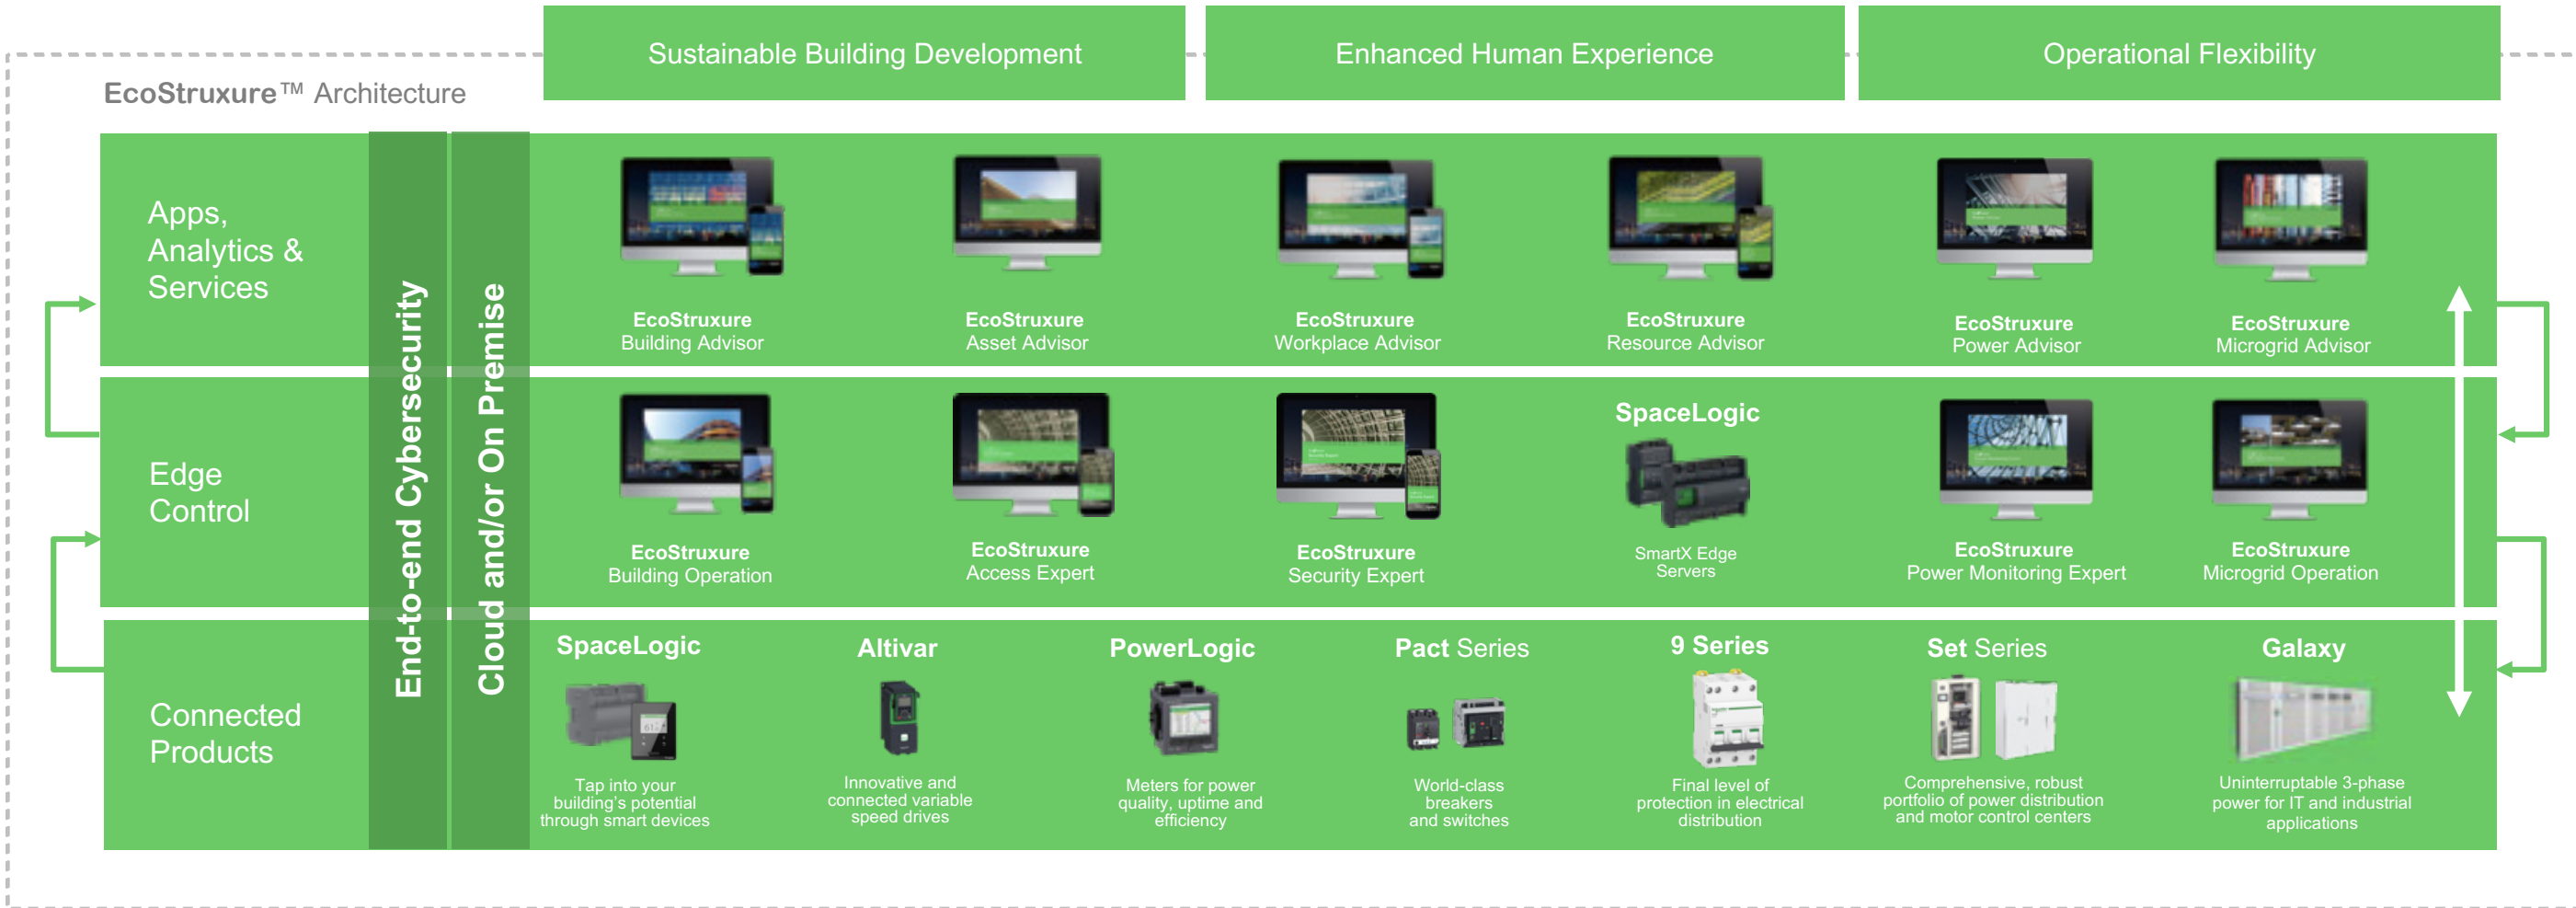 Sustainable Building Development
Enhanced Human Experience
Operational Flexibility
EcoStruxure™ Architecture
End-to-end Cybersecurity
Cloud and/or On Premise
Apps,
Analytics &
Services
EcoStruxure
Building Advisor
EcoStruxure
Asset Advisor
EcoStruxure
Workplace Advisor
EcoStruxure
Resource Advisor
EcoStruxure
Power Advisor
EcoStruxure
Microgrid Advisor
Edge
Control
EcoStruxure
Building Operation
EcoStruxure
Access Expert
EcoStruxure
Security Expert
SpaceLogic
SmartX Edge
Servers
EcoStruxure
Power Monitoring Expert
EcoStruxure
Microgrid Operation
Connected
Products
SpaceLogic
Tap into your
building's potential
through smart devices
Altivar
Innovative and
connected variable
speed drives
PowerLogic
Meters for power
quality, uptime and
efficiency
Pact Series
World-class
breakers
and switches
9 Series
Final level of
protection in electrical
distribution
Set Series
Comprehensive, robust
portfolio of power distribution
and motor control centers
Galaxy
Uninterruptable 3-phase
power for IT and industrial
applications